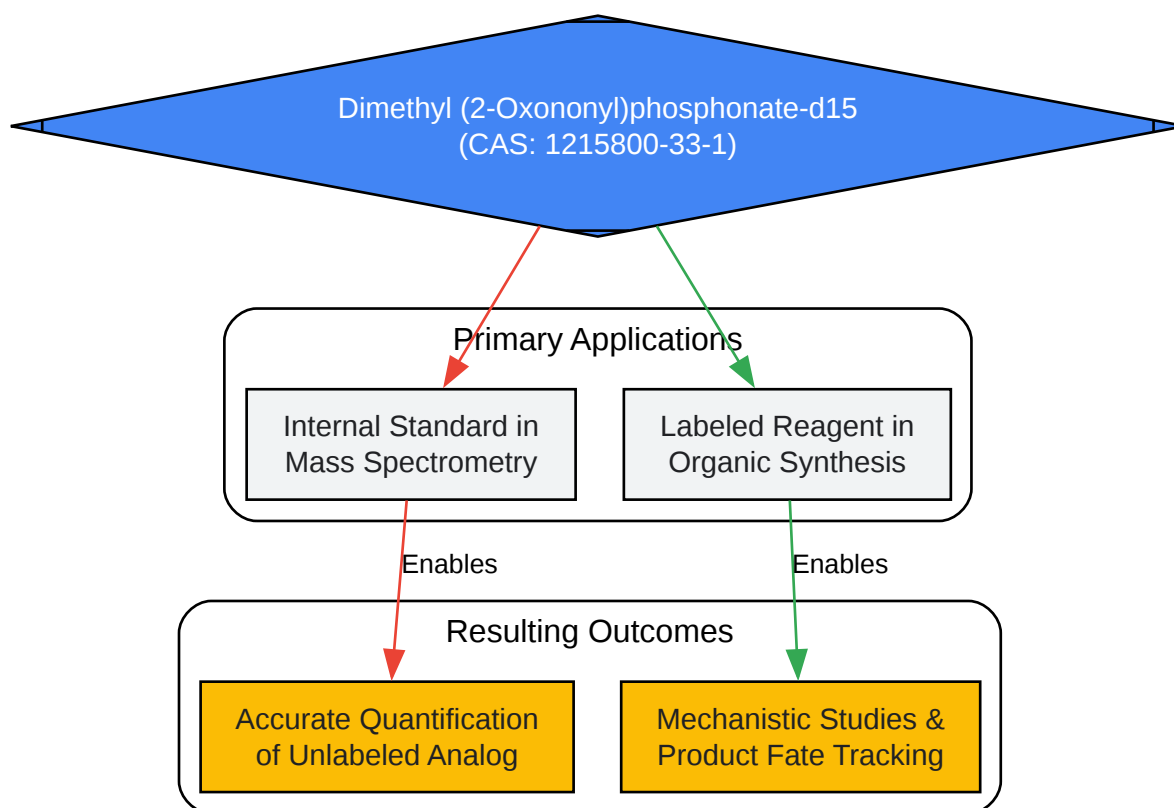 Dimethyl (2-Oxononyl)phosphonate-d15
(CAS: 1215800-33-1)
Primary Applications
Internal Standard in
Mass Spectrometry
Labeled Reagent in
Organic Synthesis
Enables
Enables
Resulting Outcomes
Accurate Quantification
of Unlabeled Analog
Mechanistic Studies &
Product Fate Tracking